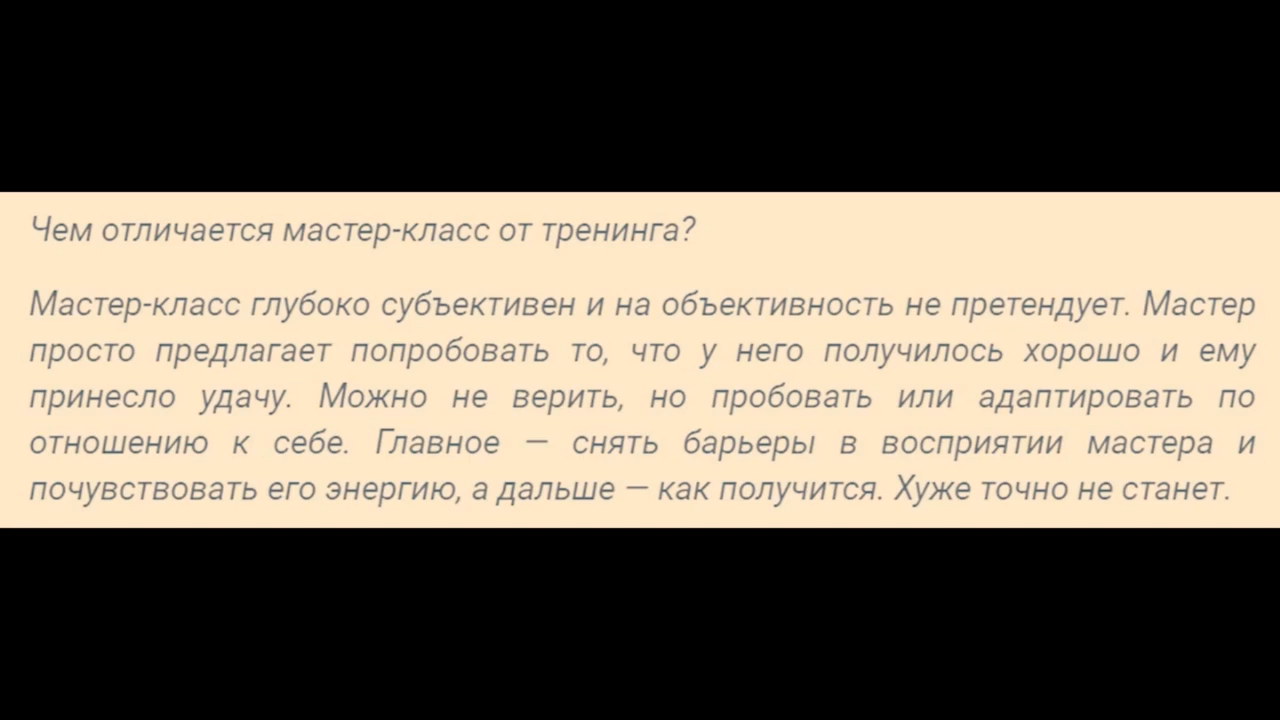 Чем отличается мастер-класс от тренинга?
Мастер-класс глубоко субъективен и на объективность не претендует. Мастер
просто предлагает попробовать то, что у него получилось хорошо и ему
принесло удачу. Можно не верить, но пробовать или адаптировать по
отношению к себе. Главное — снять барьеры в восприятии мастера и
почувствовать его энергию, а дальше — как получится. Хуже точно не станет.